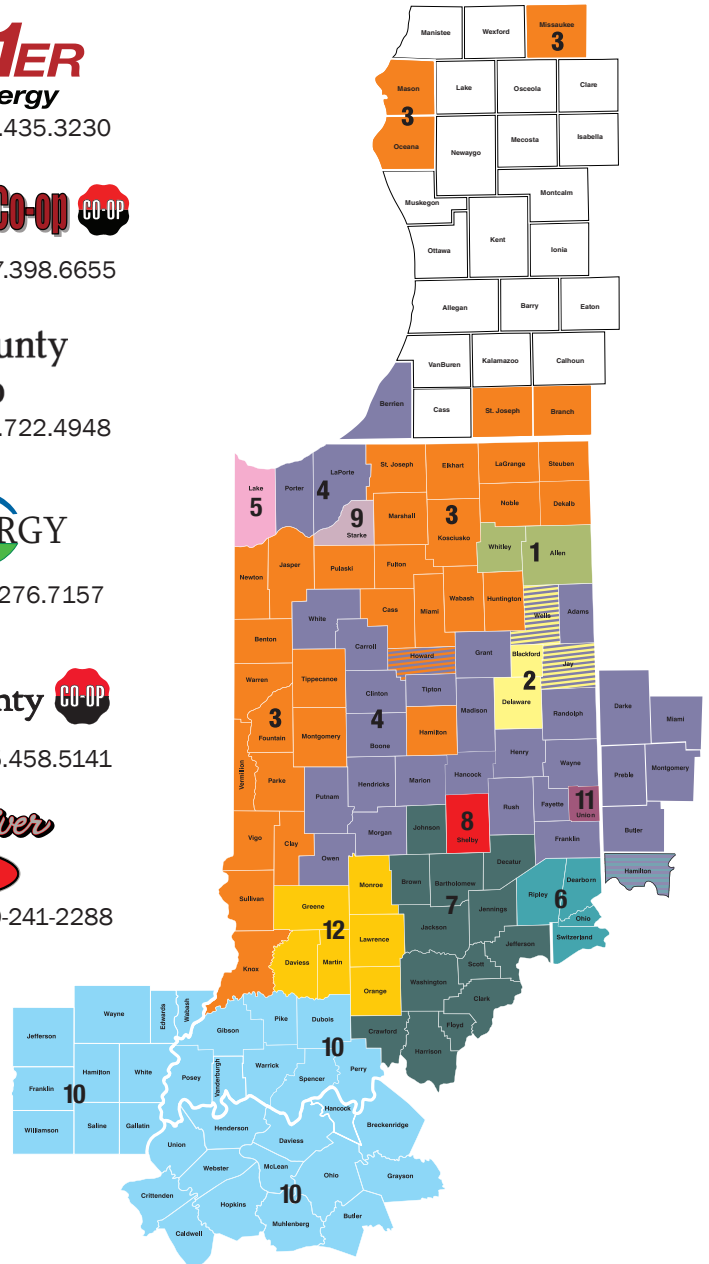 1ER
ergy
.435.3230
Co-op CO-OP
7.398.6655
unty
.722.4948
RGY
276.7157
nty CO-OP
.458.5141
iver
0-241-2288
Manistee Wexford Missaukee
3
Mason Lake Osceola Clare
3
Oceana Newaygo Mecosta Isabella
Muskegon Montcalm
Ottawa Kent Ionia
Allegan Barry Eaton
VanBuren Kalamazoo Calhoun
Berrien Cass St. Joseph Branch
Lake Porter LaPorte St. Joseph Elkhart LaGrange Steuben
5 4 9 3
Starke Marshall Kosciusko Noble Dekalb
Whitley 1 Allen
Newton Jasper Pulaski Fulton
Cass Miami Wabash Huntington Wells Adams
White
Benton Carroll Howard Grant Blackford Jay
Warren Tippecanoe Clinton Tipton Madison 2
Delaware Randolph
3 4
Fountain Montgomery Boone Hamilton
Henry Wayne
Darke Miami
Preble Montgomery
Vermillion Parke Putnam Hendricks Marion Hancock
Rush Fayette 11
Union
Butler
Vigo Clay Owen Morgan Johnson 8
Shelby Franklin
Hamilton
Decatur
Sullivan Greene Monroe Brown Bartholomew Ripley 6 Dearborn
Ohio
Switzerland
12 7
Jennings
Lawrence Jackson
Jefferson
Knox Daviess Martin
Orange Washington Scott
Clark
Crawford Floyd
Harrison
Jefferson Wayne Edwards Wabash
Gibson Pike Dubois
10
Hamilton White
Franklin 10
Posey Vanderburgh Warrick Spencer Perry
Williamson Saline Gallatin
Union Henderson Daviess Hancock Breckenridge
Webster McLean Ohio Grayson
Crittenden Hopkins 10
Muhlenberg Butler
Caldwell